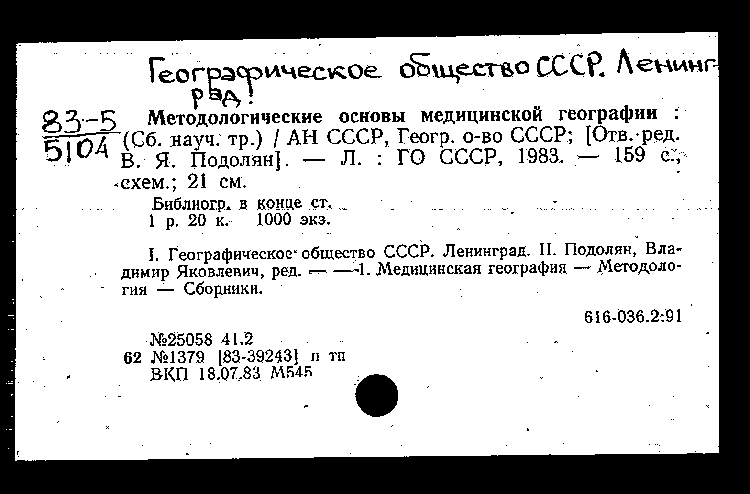 Географическое общество СССР. Ленинг-
рад!
83-5
5104
Методологические основы медицинской географии :
(Сб. науч. тр.) / АН СССР, Геогр. о-во СССР; [Отв. ред.
В. Я. Подолян]. — Л. : ГО СССР, 1983. — 159 с.,
схем.; 21 см.
Библиогр. в конце ст.
1 р. 20 к. 1000 экз.
I. Географическое общество СССР. Ленинград. II. Подолян, Вла-
димир Яковлевич, ред. — —1. Медицинская география — Методоло-
гия — Сборники.
616-036.2:91
№25058 41.2
62 №1379 [83-39243] п тп
ВКП 18.07.83 М545